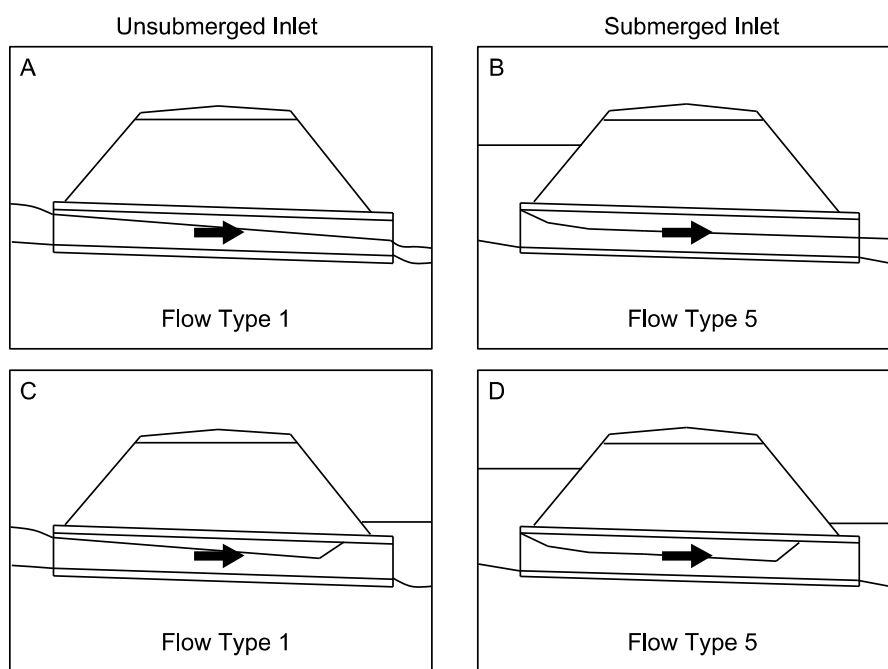 Unsubmerged Inlet
Submerged Inlet
A
Flow Type 1
B
Flow Type 5
C
Flow Type 1
D
Flow Type 5